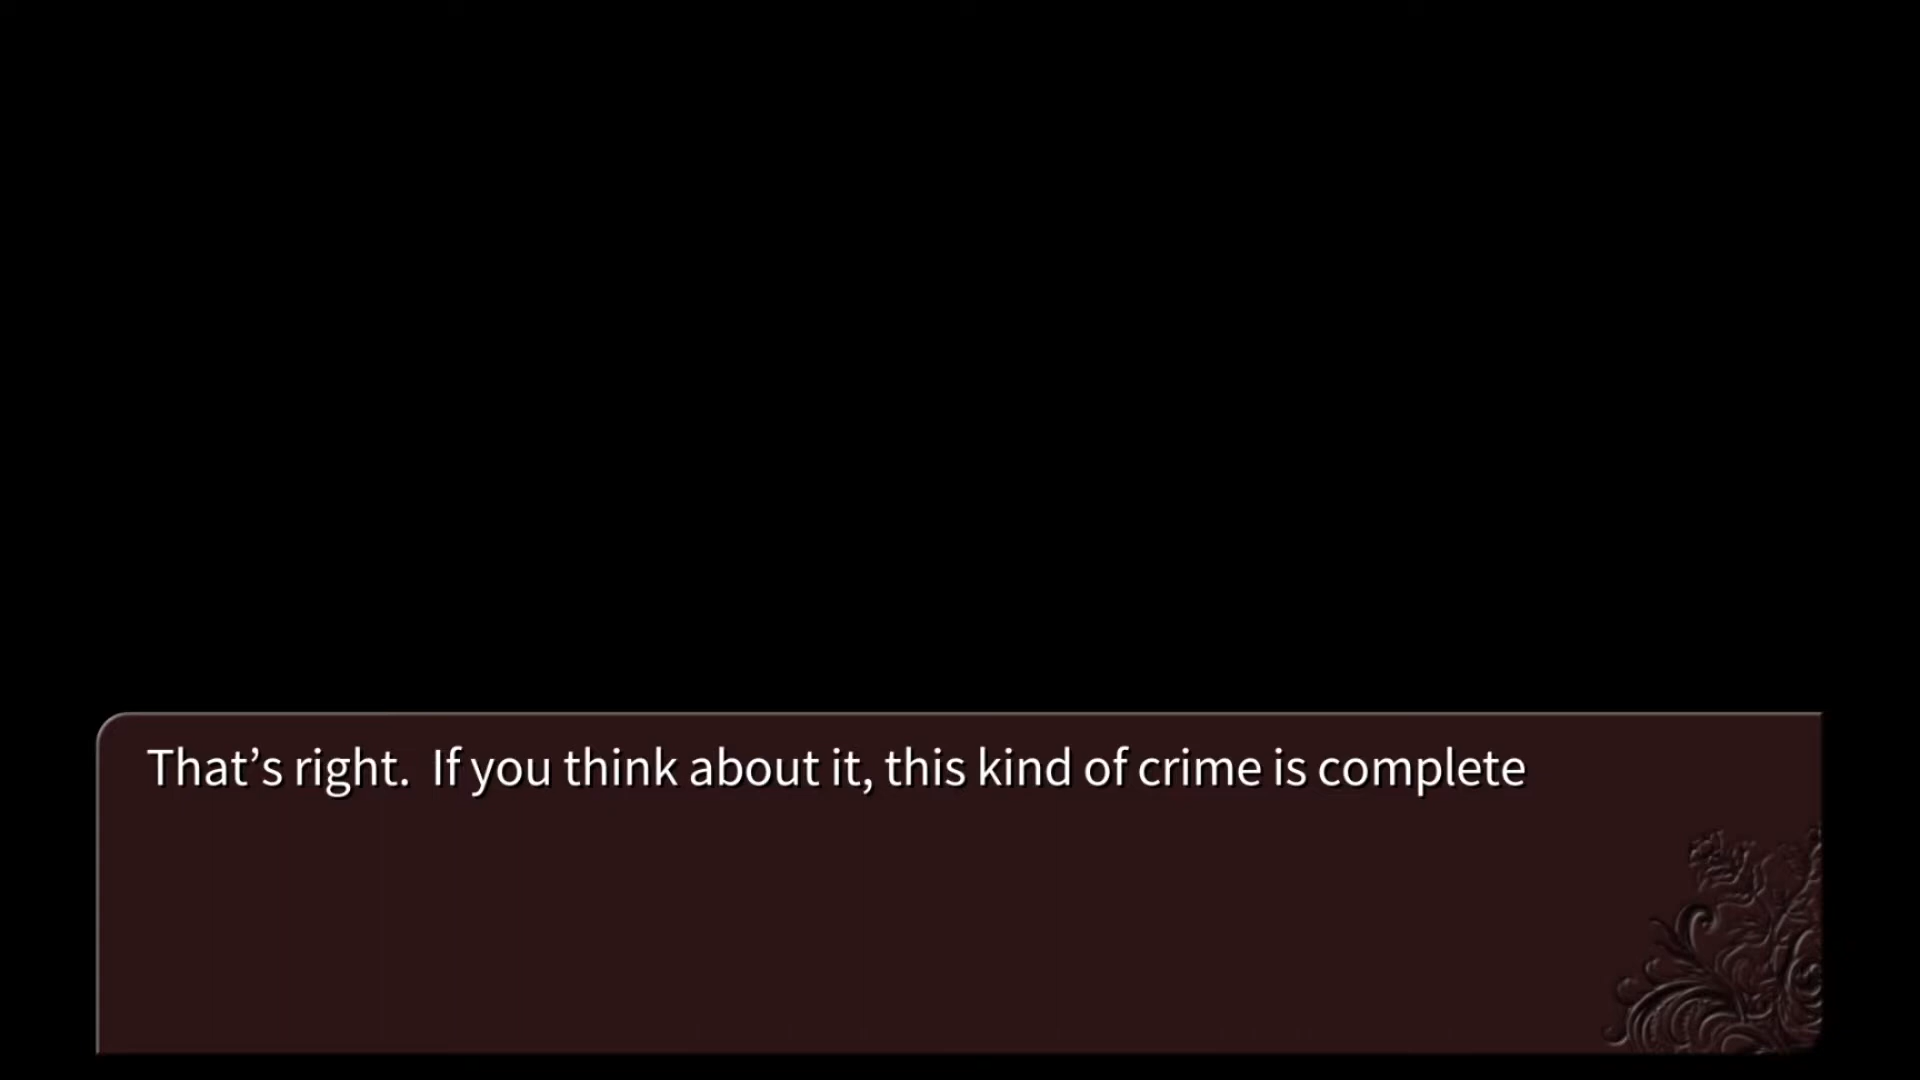 That’s right.  If you think about it, this kind of crime is complete